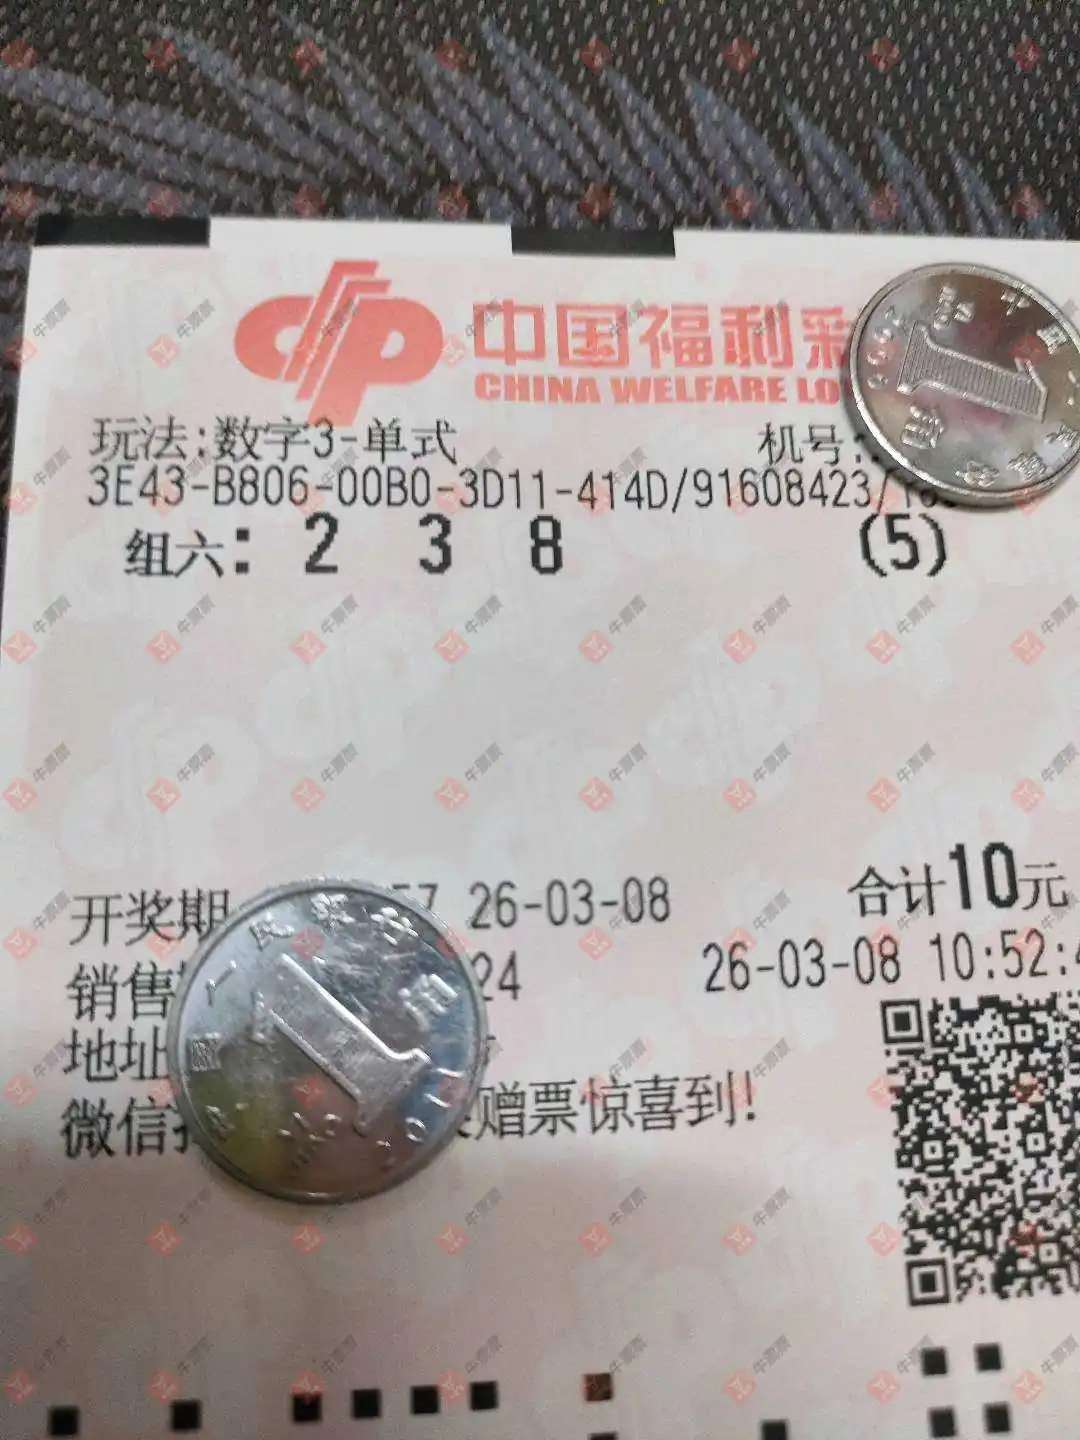 中国福利彩
CHINA WELFARE LO
玩法:数字3-单式
机号:
3E43-B806-00B0-3D11-414D/91608423/
组六: 2 3 8 (5)
开奖期 57 26-03-08 合计10元
销售 24 26-03-08 10:52:4
地址
微信 赠票惊喜到!